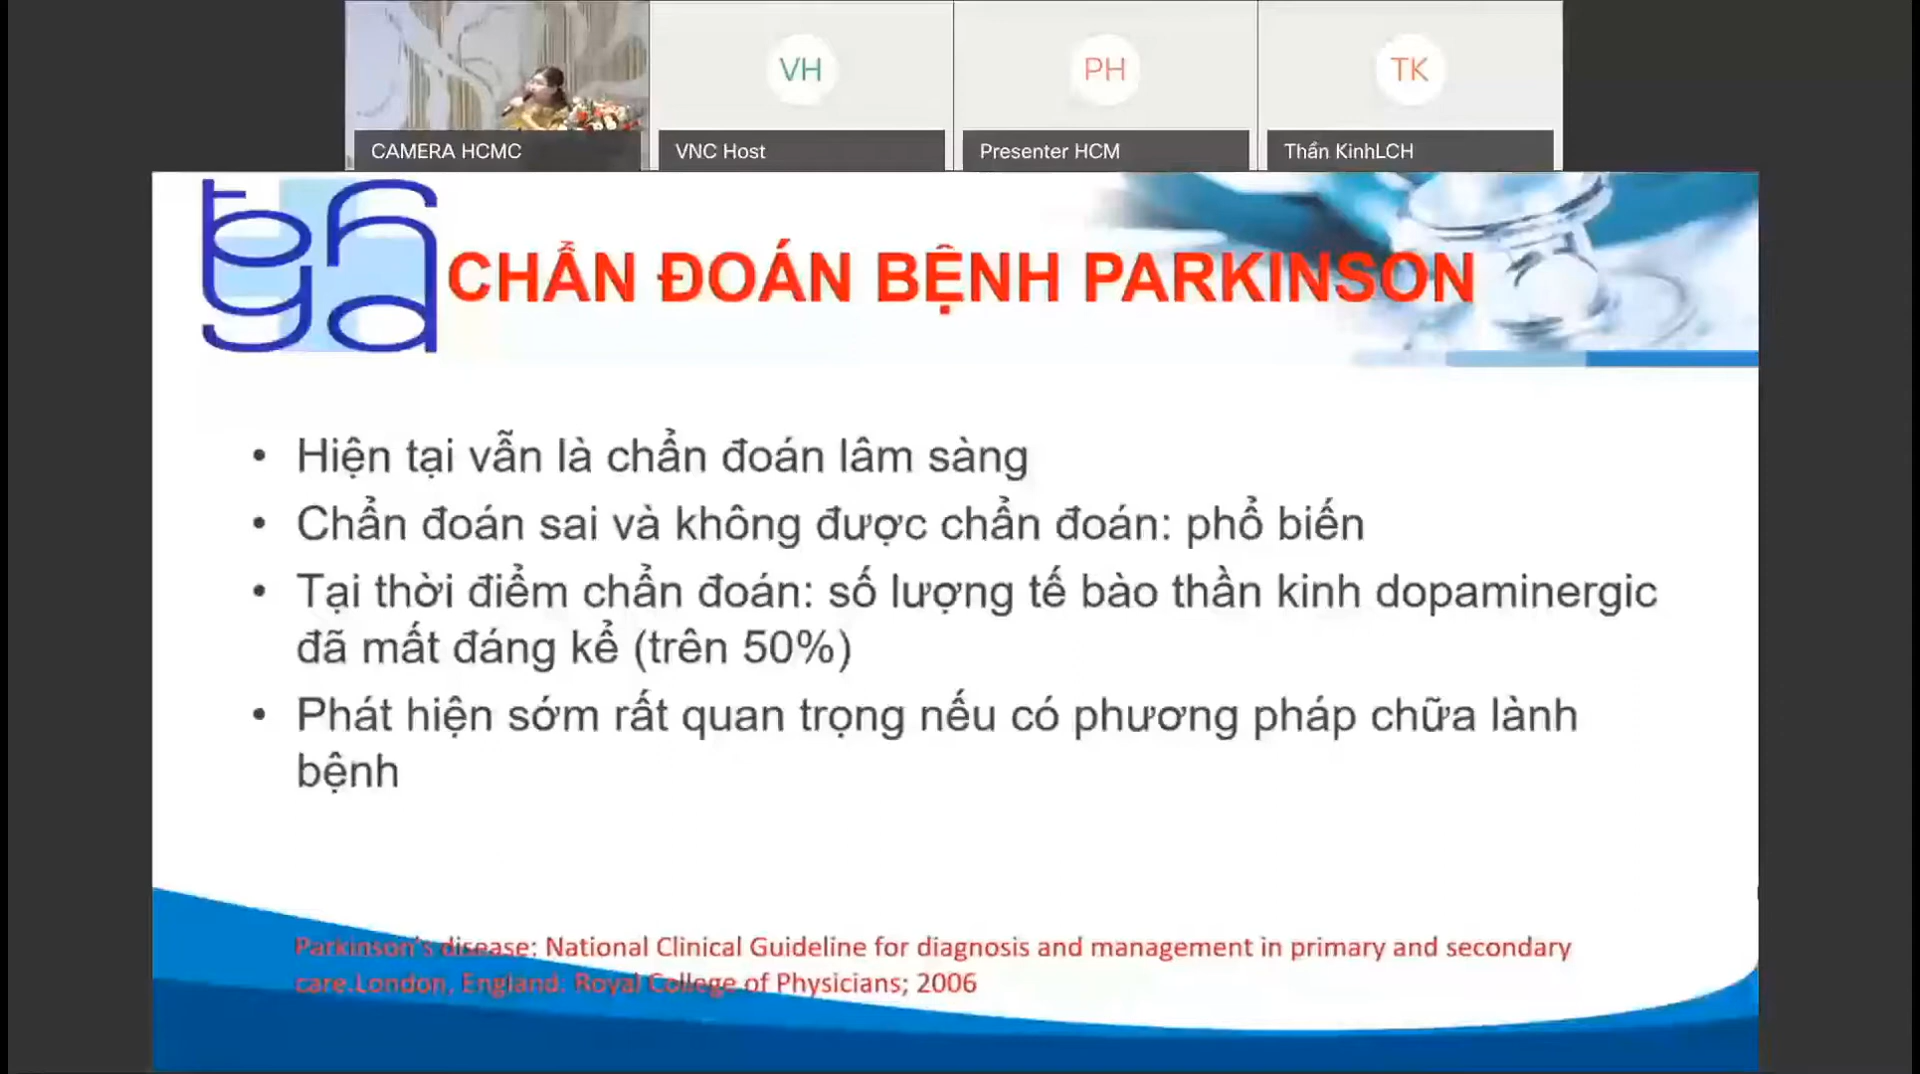 VH
PH
TK
CAMERA HCMC
VNC Host
Presenter HCM
Thần KinhLCH
CHẨN ĐOÁN BỆNH PARKINSON
• Hiện tại vẫn là chẩn đoán lâm sàng
• Chẩn đoán sai và không được chẩn đoán: phổ biến
• Tại thời điểm chẩn đoán: số lượng tế bào thần kinh dopaminergic
đã mất đáng kể (trên 50%)
• Phát hiện sớm rất quan trọng nếu có phương pháp chữa lành
bệnh
Parkinson's disease: National Clinical Guideline for diagnosis and management in primary and secondary
care.London, England: Royal College of Physicians; 2006